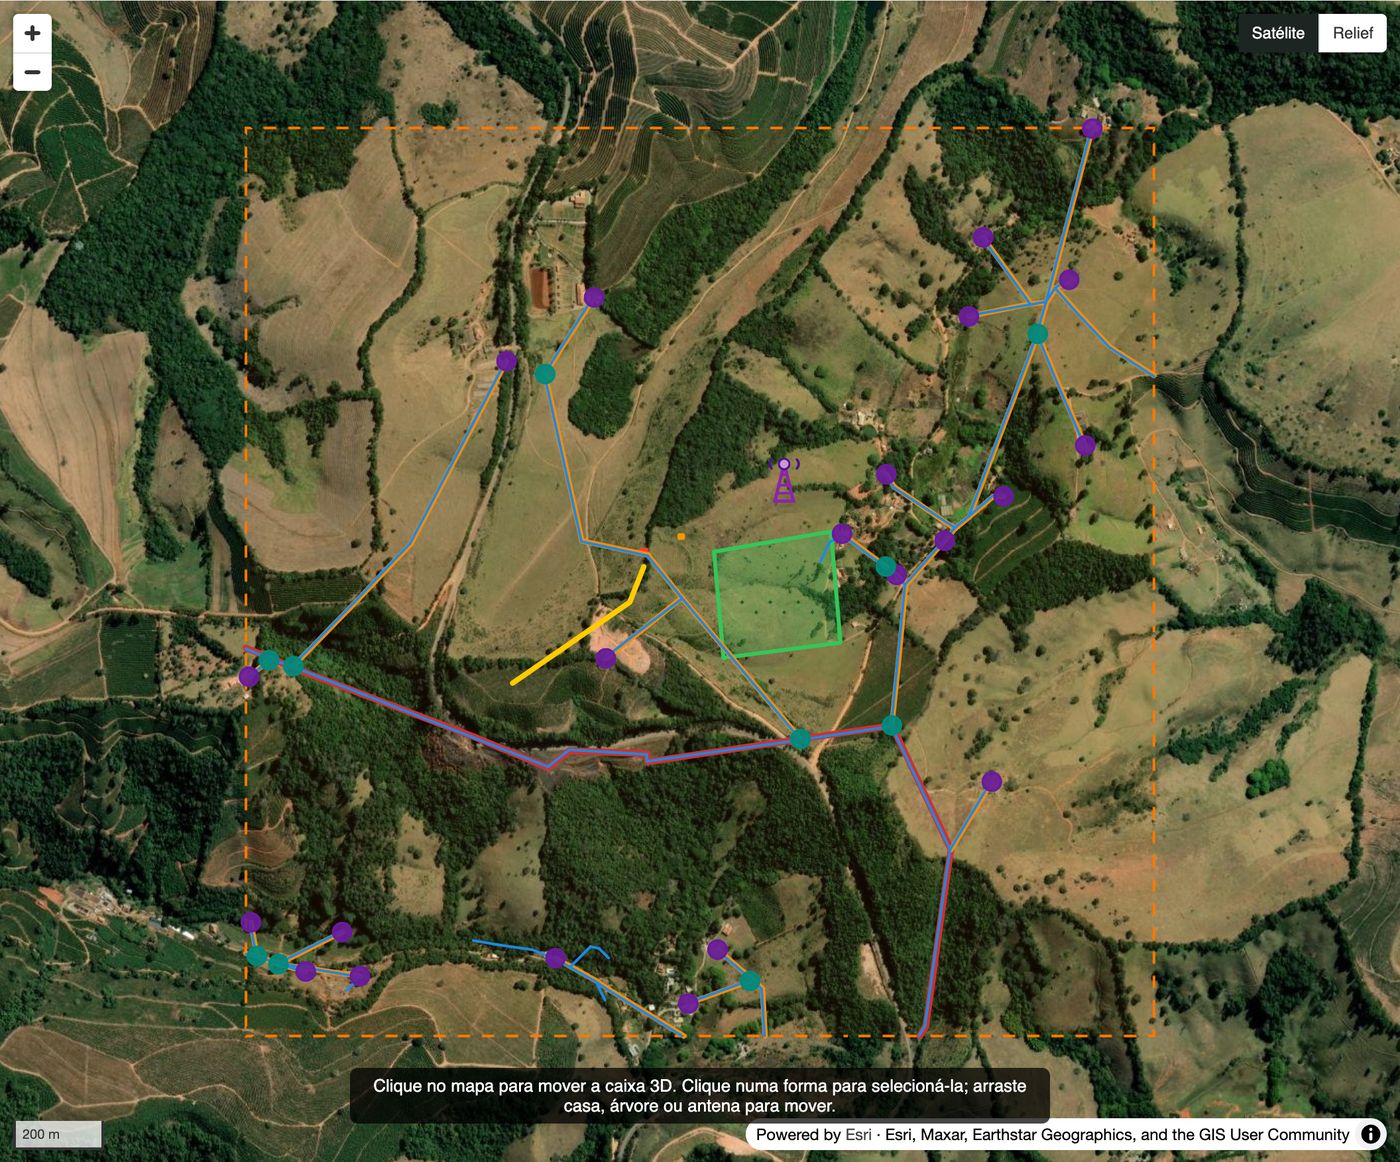 +
Satélite
Relief
−
Clique no mapa para mover a caixa 3D. Clique numa forma para selecioná-la; arraste
casa, árvore ou antena para mover.
200 m
Powered by Esri · Esri, Maxar, Earthstar Geographics, and the GIS User Community